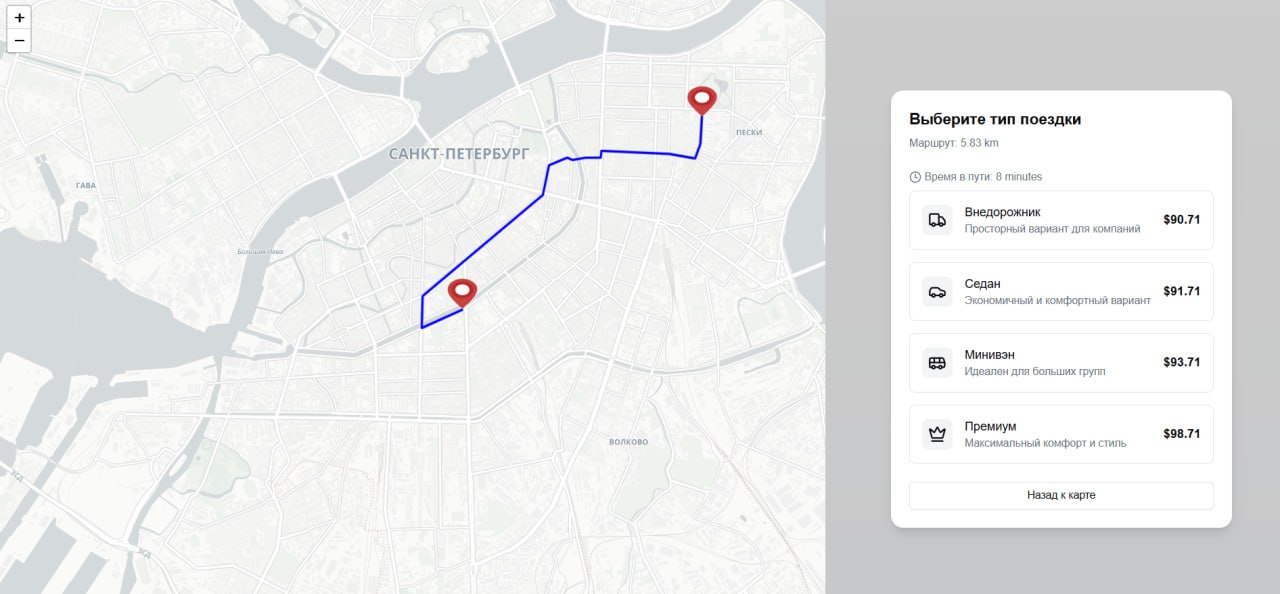 +
−
САНКТ-ПЕТЕРБУРГ
ПЕСКИ
ГАВА
Большая Нева
ВОЛКОВО
ЗСД
ЗСД
Выберите тип поездки
Маршрут: 5.83 km
Время в пути: 8 minutes
Внедорожник
Просторный вариант для компаний
$90.71
Седан
Экономичный и комфортный вариант
$91.71
Минивэн
Идеален для больших групп
$93.71
Премиум
Максимальный комфорт и стиль
$98.71
Назад к карте